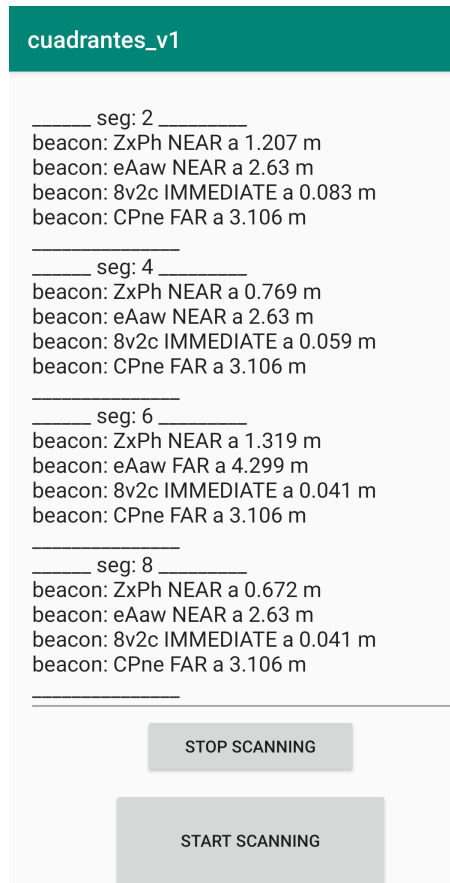 cuadrantes_v1
______ seg: 2 _________
beacon: ZxPh NEAR a 1.207 m
beacon: eAaw NEAR a 2.63 m
beacon: 8v2c IMMEDIATE a 0.083 m
beacon: CPne FAR a 3.106 m
_______________
______ seg: 4 _________
beacon: ZxPh NEAR a 0.769 m
beacon: eAaw NEAR a 2.63 m
beacon: 8v2c IMMEDIATE a 0.059 m
beacon: CPne FAR a 3.106 m
_______________
______ seg: 6 _________
beacon: ZxPh NEAR a 1.319 m
beacon: eAaw FAR a 4.299 m
beacon: 8v2c IMMEDIATE a 0.041 m
beacon: CPne FAR a 3.106 m
_______________
______ seg: 8 _________
beacon: ZxPh NEAR a 0.672 m
beacon: eAaw NEAR a 2.63 m
beacon: 8v2c IMMEDIATE a 0.041 m
beacon: CPne FAR a 3.106 m
_______________
STOP SCANNING
START SCANNING